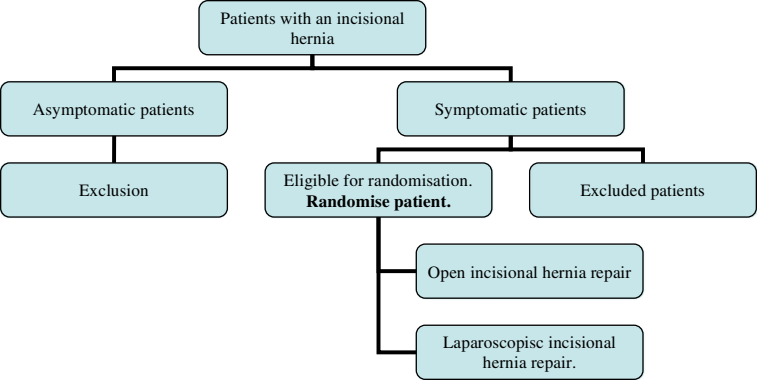 Patients with an incisional
hernia
Asymptomatic patients
Symptomatic patients
Exclusion
Eligible for randomisation.
Randomise patient.
Excluded patients
Open incisional hernia repair
Laparoscopisc incisional
hernia repair.